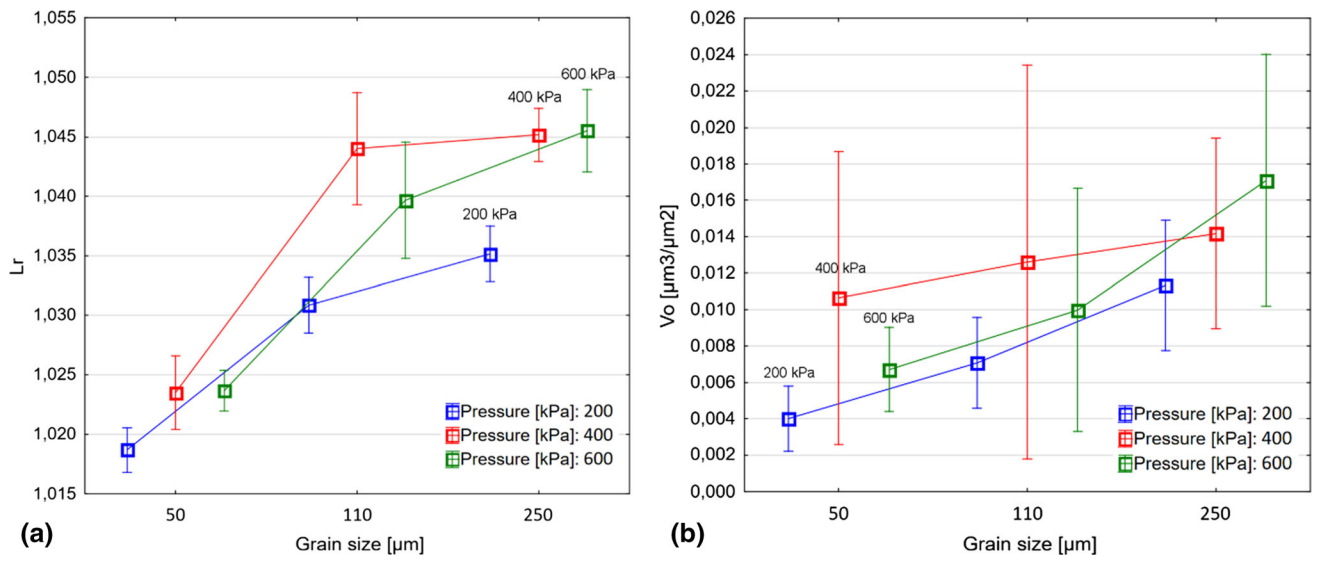 1,055
1,050
1,045
1,040
1,035
1,030
1,025
1,020
1,015
Lr
600 kPa
400 kPa
200 kPa
Pressure [kPa]: 200
Pressure [kPa]: 400
Pressure [kPa]: 600
50 110 250
(a) Grain size [µm]
0,026
0,024
0,022
0,020
0,018
0,016
0,014
0,012
0,010
0,008
0,006
0,004
0,002
0,000
Vo [µm3/µm2]
400 kPa
600 kPa
200 kPa
Pressure [kPa]: 200
Pressure [kPa]: 400
Pressure [kPa]: 600
50 110 250
(b) Grain size [µm]